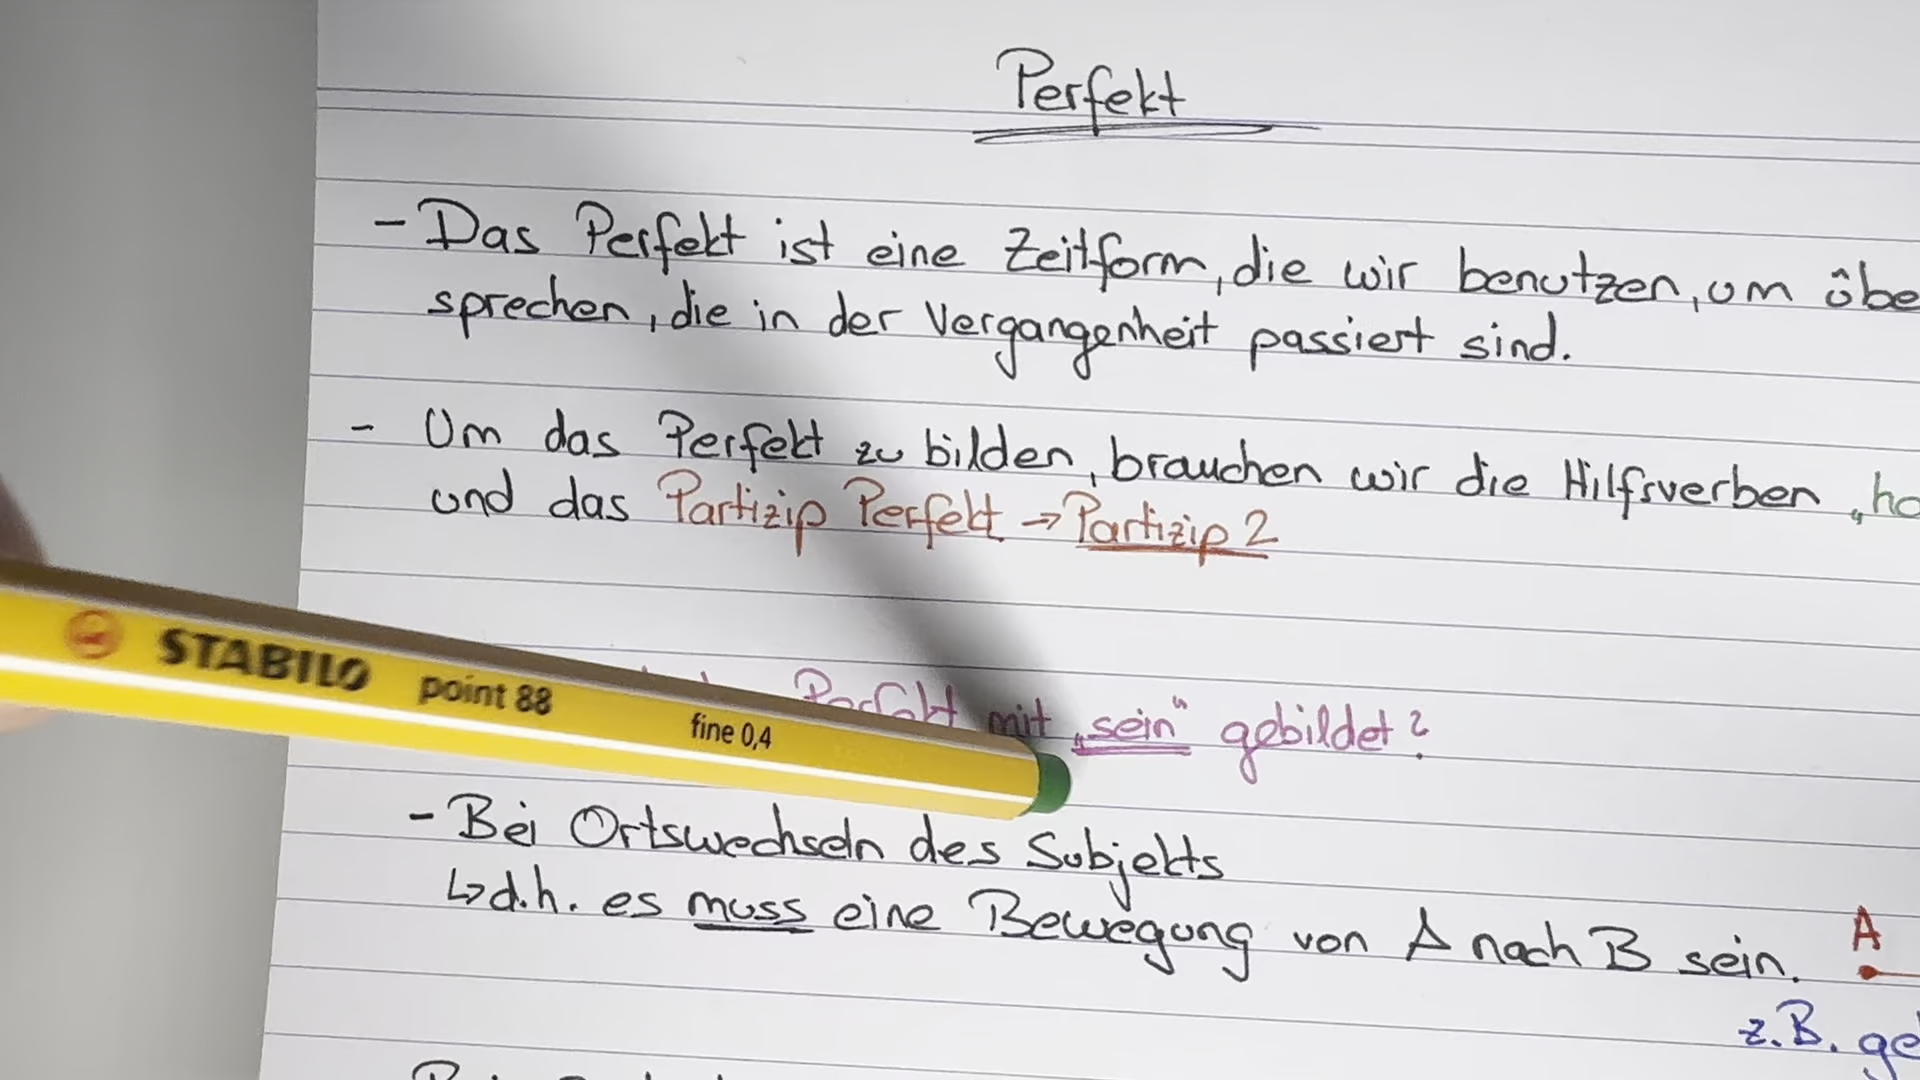 Perfekt
- Das Perfekt ist eine Zeitform, die wir benutzen, um
sprechen, die in der Vergangenheit passiert sind.
- Um das Perfekt zu bilden, brauchen wir die Hilfsverben
und das Partizip Perfekt → Partizip 2
STABILO point 88 fine 0,4
Perfekt mit „sein" gebildet?
- Bei Ortswechseln des Subjekts
↳ d.h. es muss eine Bewegung von A nach B sein. A
z.B.